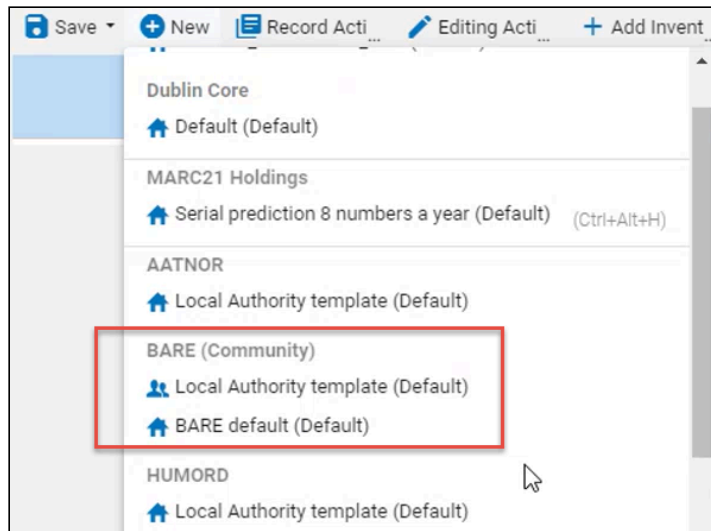 Save New Record Acti... Editing Acti... Add Invent...
Dublin Core
Default (Default)
MARC21 Holdings
Serial prediction 8 numbers a year (Default) (Ctrl+Alt+H)
AATNOR
Local Authority template (Default)
BARE (Community)
Local Authority template (Default)
BARE default (Default)
HUMORD
Local Authority template (Default)